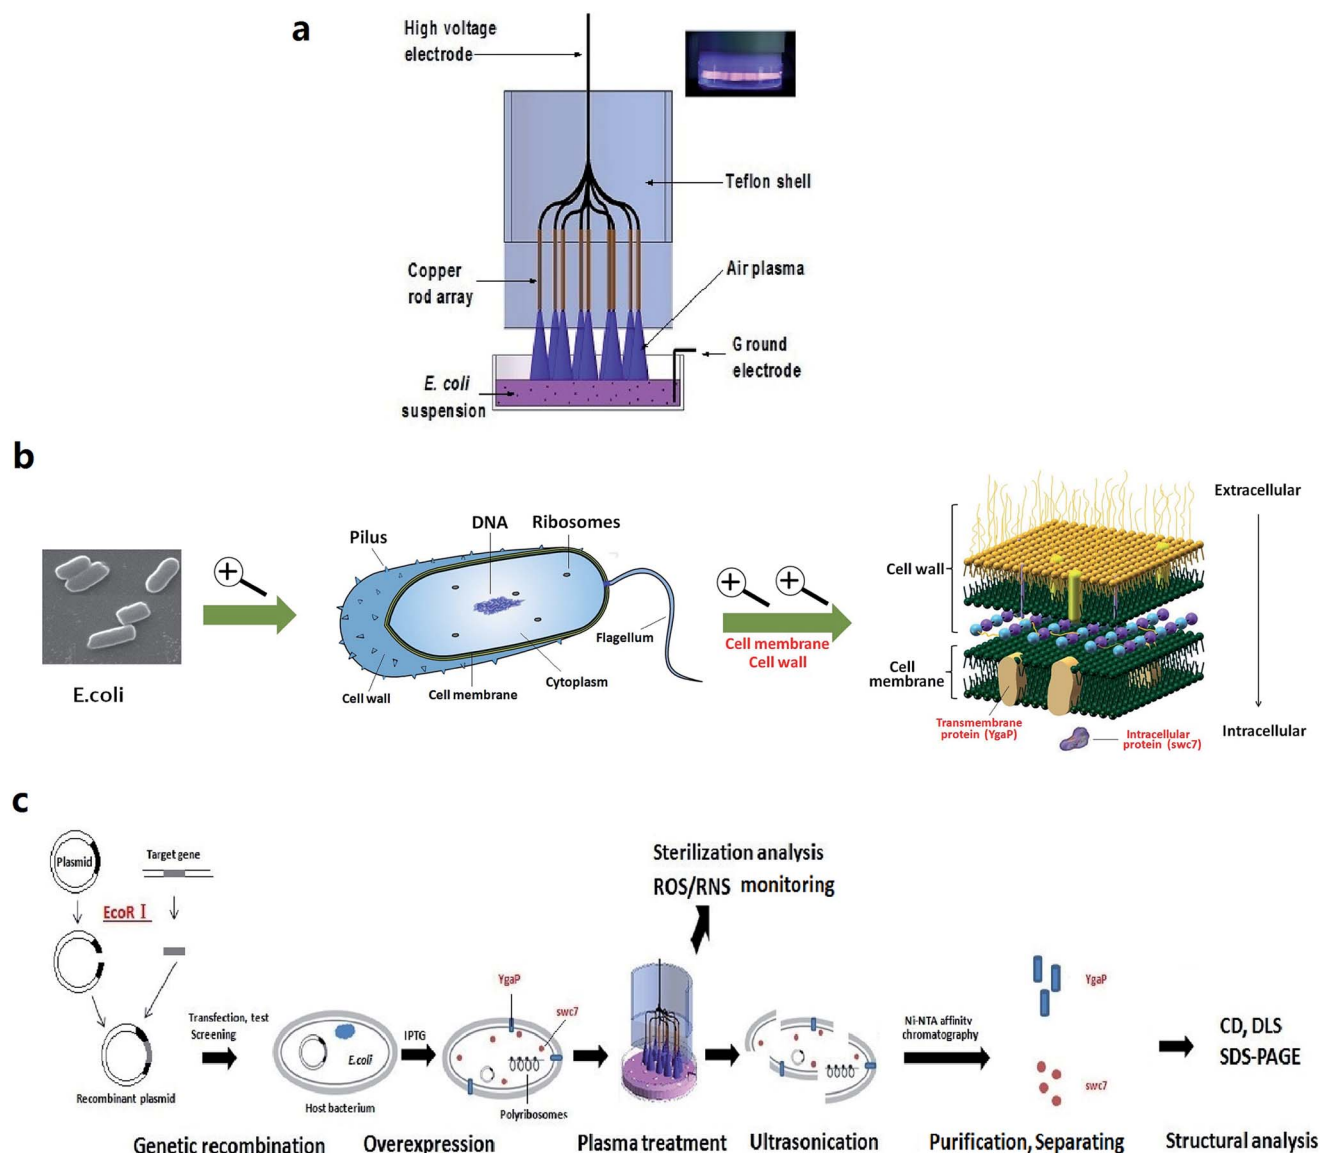 a
High voltage
electrode
Teflon shell
Copper
rod array
Air plasma
Ground
electrode
E. coli
suspension
b
E.coli
Pilus
DNA
Ribosomes
Flagellum
Cell wall
Cell membrane
Cytoplasm
Cell membrane
Cell wall
Cell wall
Cell
membrane
Extracellular
Intracellular
Transmembrane
protein (YgaP)
Intracellular
protein (swc7)
c
Plasmid
Target gene
EcoR I
Recombinant plasmid
Transfection, test
Screening
E.coli
Host bacterium
IPTG
YgaP
swc7
Polyribosomes
Sterilization analysis
ROS/RNS monitoring
Ni-NTA affinity
chromatography
YgaP
swc7
CD, DLS
SDS-PAGE
Genetic recombination
Overexpression
Plasma treatment
Ultrasonication
Purification, Separating
Structural analysis